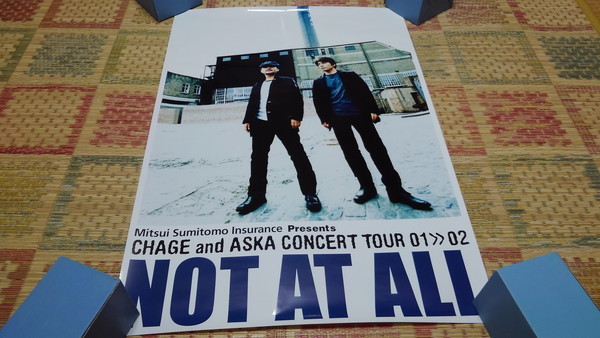 Mitsui Sumitomo Insurance Presents
CHAGE and ASKA CONCERT TOUR 01>>02
NOT AT ALL